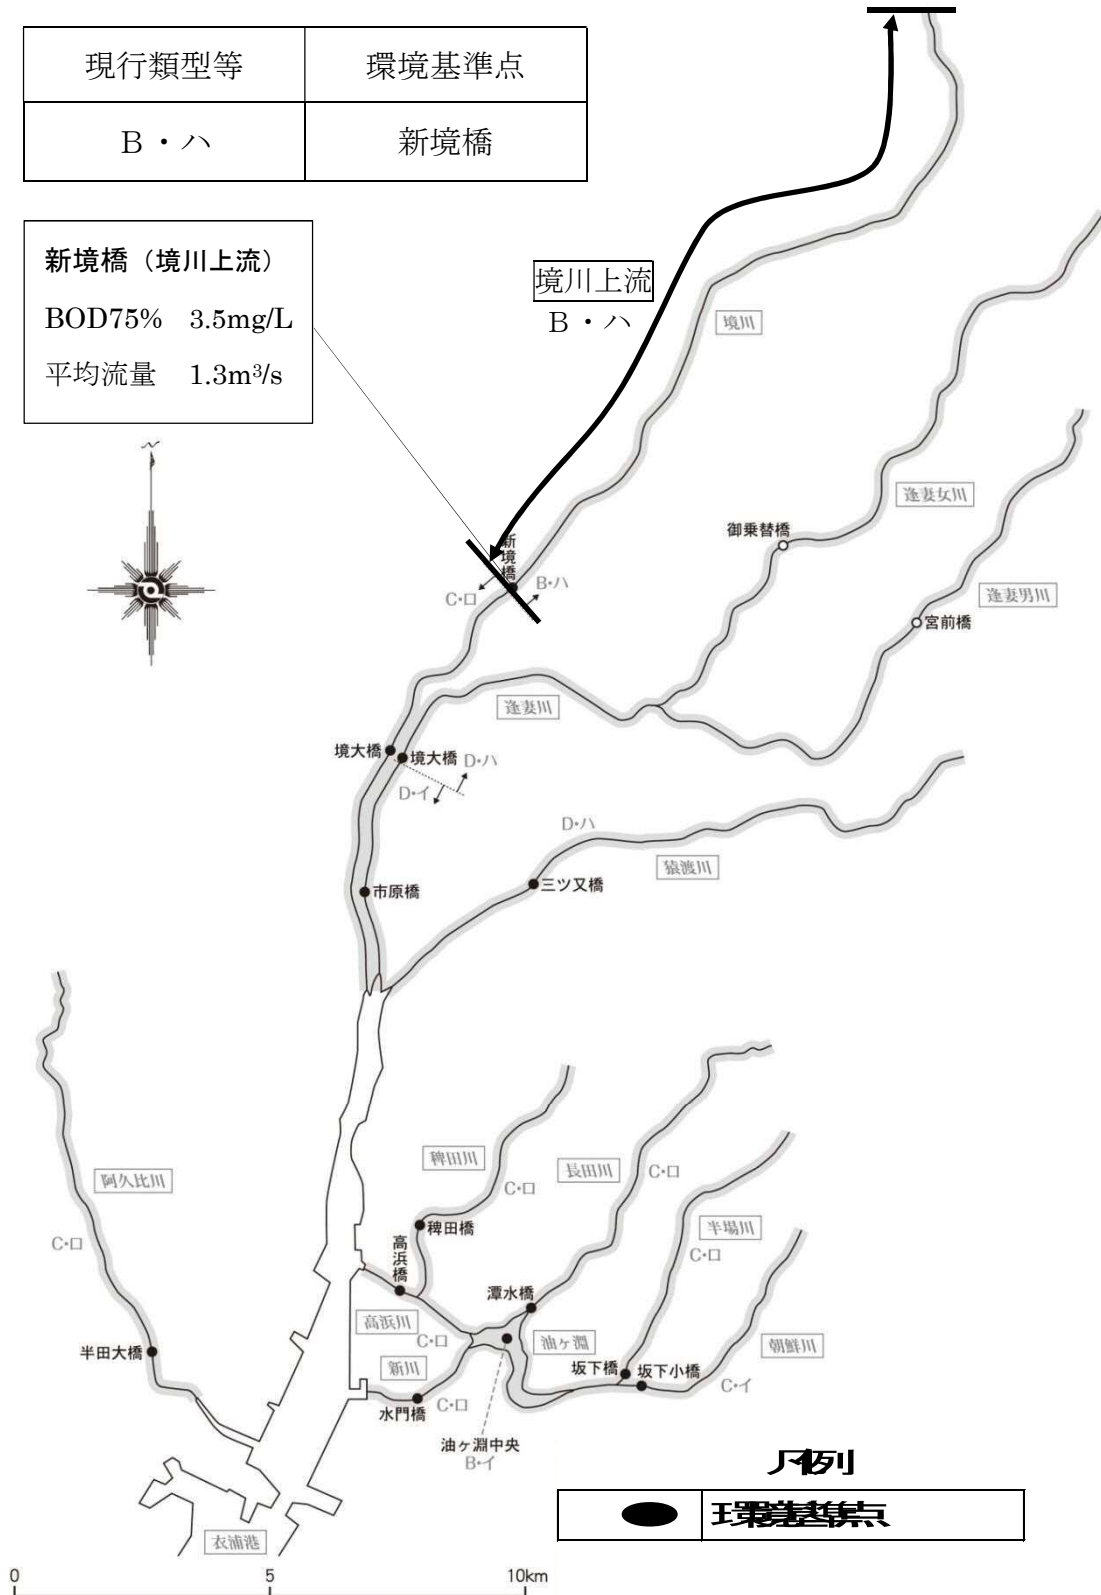 現行類型等 環境基準点
B・ハ 新境橋
新境橋（境川上流）
BOD75% 3.5mg/L
平均流量 1.3m³/s
境川上流
B・ハ
境川
N
逢妻女川
御乗替橋
新境橋
C・ロ
B・ハ
逢妻男川
宮前橋
逢妻川
境大橋
境大橋
D・ハ
D・イ
D・ハ
猿渡川
市原橋
三ツ又橋
阿久比川
C・ロ
稗田川
C・ロ
長田川
C・ロ
稗田橋
半場川
C・ロ
高浜橋
潭水橋
高浜川
C・ロ
油ヶ淵
朝鮮川
半田大橋
新川
坂下橋
坂下小橋
C・イ
水門橋
C・ロ
油ヶ淵中央
B・イ
凡例
環境基準点
衣浦港
0 5 10km